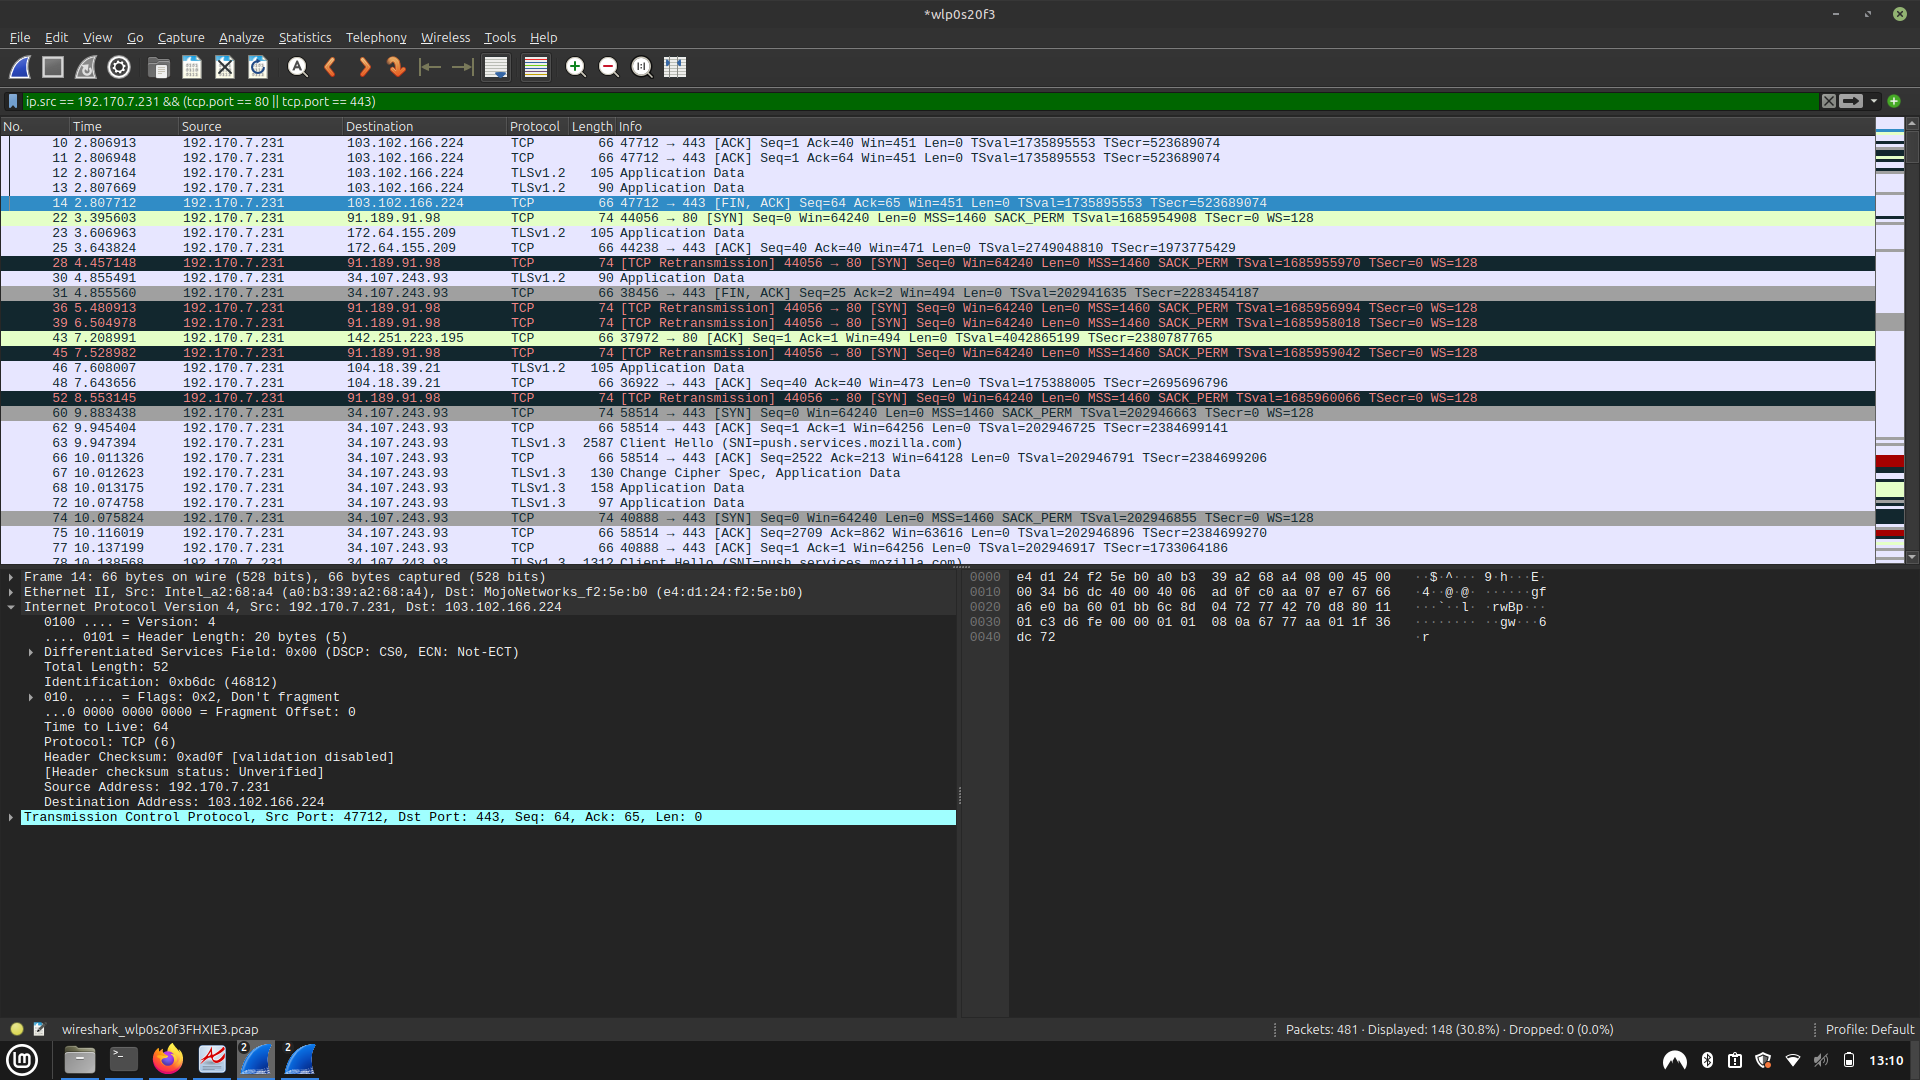 *wlp0s20f3
File Edit View Go Capture Analyze Statistics Telephony Wireless Tools Help
ip.src == 192.170.7.231 && (tcp.port == 80 || tcp.port == 443)
No. Time Source Destination Protocol Length Info
10 2.806913 192.170.7.231 103.102.166.224 TCP 66 47712 → 443 [ACK] Seq=1 Ack=40 Win=451 Len=0 TSval=1735895553 TSecr=523689074
11 2.806948 192.170.7.231 103.102.166.224 TCP 66 47712 → 443 [ACK] Seq=1 Ack=64 Win=451 Len=0 TSval=1735895553 TSecr=523689074
12 2.807164 192.170.7.231 103.102.166.224 TLSv1.2 105 Application Data
13 2.807669 192.170.7.231 103.102.166.224 TLSv1.2 90 Application Data
14 2.807712 192.170.7.231 103.102.166.224 TCP 66 47712 → 443 [FIN, ACK] Seq=64 Ack=65 Win=451 Len=0 TSval=1735895553 TSecr=523689074
22 3.395603 192.170.7.231 91.189.91.98 TCP 74 44056 → 80 [SYN] Seq=0 Win=64240 Len=0 MSS=1460 SACK_PERM TSval=1685954908 TSecr=0 WS=128
23 3.606963 192.170.7.231 172.64.155.209 TLSv1.2 105 Application Data
25 3.643824 192.170.7.231 172.64.155.209 TCP 66 44238 → 443 [ACK] Seq=40 Ack=40 Win=471 Len=0 TSval=2749048810 TSecr=1973775429
28 4.457148 192.170.7.231 91.189.91.98 TCP 74 [TCP Retransmission] 44056 → 80 [SYN] Seq=0 Win=64240 Len=0 MSS=1460 SACK_PERM TSval=1685955970 TSecr=0 WS=128
30 4.855491 192.170.7.231 34.107.243.93 TLSv1.2 90 Application Data
31 4.855560 192.170.7.231 34.107.243.93 TCP 66 38456 → 443 [FIN, ACK] Seq=25 Ack=2 Win=494 Len=0 TSval=202941635 TSecr=2283454187
36 5.480913 192.170.7.231 91.189.91.98 TCP 74 [TCP Retransmission] 44056 → 80 [SYN] Seq=0 Win=64240 Len=0 MSS=1460 SACK_PERM TSval=1685956994 TSecr=0 WS=128
39 6.504978 192.170.7.231 91.189.91.98 TCP 74 [TCP Retransmission] 44056 → 80 [SYN] Seq=0 Win=64240 Len=0 MSS=1460 SACK_PERM TSval=1685958018 TSecr=0 WS=128
43 7.208991 192.170.7.231 142.251.223.195 TCP 66 37972 → 80 [ACK] Seq=1 Ack=1 Win=494 Len=0 TSval=4042865199 TSecr=2380787765
45 7.528982 192.170.7.231 91.189.91.98 TCP 74 [TCP Retransmission] 44056 → 80 [SYN] Seq=0 Win=64240 Len=0 MSS=1460 SACK_PERM TSval=1685959042 TSecr=0 WS=128
46 7.608007 192.170.7.231 104.18.39.21 TLSv1.2 105 Application Data
48 7.643656 192.170.7.231 104.18.39.21 TCP 66 36922 → 443 [ACK] Seq=40 Ack=40 Win=473 Len=0 TSval=175388005 TSecr=2695696796
52 8.553145 192.170.7.231 91.189.91.98 TCP 74 [TCP Retransmission] 44056 → 80 [SYN] Seq=0 Win=64240 Len=0 MSS=1460 SACK_PERM TSval=1685960066 TSecr=0 WS=128
60 9.883438 192.170.7.231 34.107.243.93 TCP 74 58514 → 443 [SYN] Seq=0 Win=64240 Len=0 MSS=1460 SACK_PERM TSval=202946663 TSecr=0 WS=128
62 9.945404 192.170.7.231 34.107.243.93 TCP 66 58514 → 443 [ACK] Seq=1 Ack=1 Win=64256 Len=0 TSval=202946725 TSecr=2384699141
63 9.947394 192.170.7.231 34.107.243.93 TLSv1.3 2587 Client Hello (SNI=push.services.mozilla.com)
66 10.011326 192.170.7.231 34.107.243.93 TCP 66 58514 → 443 [ACK] Seq=2522 Ack=213 Win=64128 Len=0 TSval=202946791 TSecr=2384699206
67 10.012623 192.170.7.231 34.107.243.93 TLSv1.3 130 Change Cipher Spec, Application Data
68 10.013175 192.170.7.231 34.107.243.93 TLSv1.3 158 Application Data
72 10.074758 192.170.7.231 34.107.243.93 TLSv1.3 97 Application Data
74 10.075824 192.170.7.231 34.107.243.93 TCP 74 40888 → 443 [SYN] Seq=0 Win=64240 Len=0 MSS=1460 SACK_PERM TSval=202946855 TSecr=0 WS=128
75 10.116019 192.170.7.231 34.107.243.93 TCP 66 58514 → 443 [ACK] Seq=2709 Ack=862 Win=63616 Len=0 TSval=202946896 TSecr=2384699270
77 10.137199 192.170.7.231 34.107.243.93 TCP 66 40888 → 443 [ACK] Seq=1 Ack=1 Win=64256 Len=0 TSval=202946917 TSecr=1733064186
78 10.138568 192.170.7.231 34.107.243.93 TLSv1.3 1312 Client Hello (SNI=push.services.mozilla.com)
Frame 14: 66 bytes on wire (528 bits), 66 bytes captured (528 bits)
Ethernet II, Src: Intel_a2:68:a4 (a0:b3:39:a2:68:a4), Dst: MojoNetworks_f2:5e:b0 (e4:d1:24:f2:5e:b0)
Internet Protocol Version 4, Src: 192.170.7.231, Dst: 103.102.166.224
0100 .... = Version: 4
.... 0101 = Header Length: 20 bytes (5)
Differentiated Services Field: 0x00 (DSCP: CS0, ECN: Not-ECT)
Total Length: 52
Identification: 0xb6dc (46812)
010. .... = Flags: 0x2, Don't fragment
...0 0000 0000 0000 = Fragment Offset: 0
Time to Live: 64
Protocol: TCP (6)
Header Checksum: 0xad0f [validation disabled]
[Header checksum status: Unverified]
Source Address: 192.170.7.231
Destination Address: 103.102.166.224
Transmission Control Protocol, Src Port: 47712, Dst Port: 443, Seq: 64, Ack: 65, Len: 0
0000 e4 d1 24 f2 5e b0 a0 b3 39 a2 68 a4 08 00 45 00 ··$·^··· 9·h···E·
0010 00 34 b6 dc 40 00 40 06 ad 0f c0 aa 07 e7 67 66 ·4··@·@· ······gf
0020 a6 e0 ba 60 01 bb 6c 8d 04 72 77 42 70 d8 80 11 ···`··l· ·rwBp···
0030 01 c3 d6 fe 00 00 01 01 08 0a 67 77 aa 01 1f 36 ········ ··gw···6
0040 dc 72 ·r
wireshark_wlp0s20f3FHXIE3.pcap
Packets: 481 · Displayed: 148 (30.8%) · Dropped: 0 (0.0%)
Profile: Default
2
2
13:10